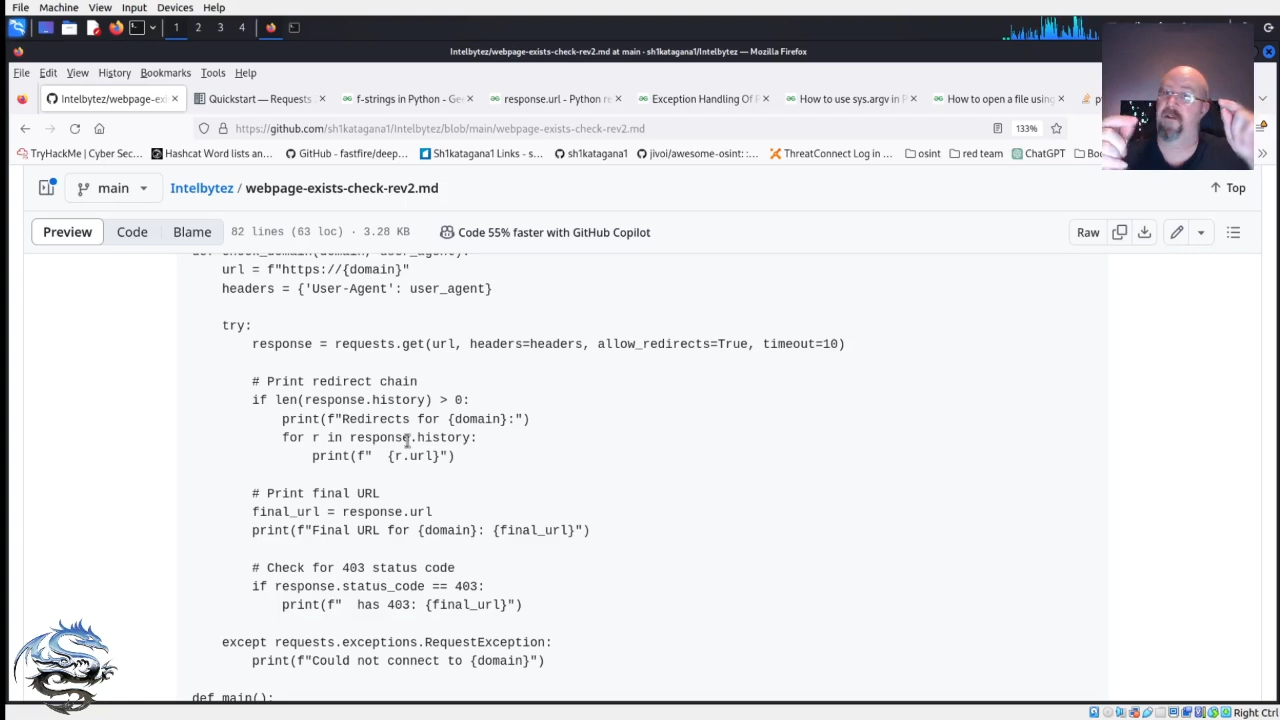 File Machine View Input Devices Help
1 2 3 4
Intelbytez/webpage-exists-check-rev2.md at main · sh1katagana1/Intelbytez — Mozilla Firefox
File Edit View History Bookmarks Tools Help
Intelbytez/webpage-exi Quickstart — Requests f-strings in Python - Ge response.url - Python re Exception Handling Of P How to use sys.argv in P How to open a file using
https://github.com/sh1katagana1/Intelbytez/blob/main/webpage-exists-check-rev2.md 133%
TryHackMe | Cyber Sec... Hashcat Word lists an... GitHub - fastfire/deep... Sh1katagana1 Links - s... sh1katagana1 jivoi/awesome-osint: :... ThreatConnect Log in ... osint red team ChatGPT
main Intelbytez / webpage-exists-check-rev2.md Top
Preview Code Blame 82 lines (63 loc) · 3.28 KB Code 55% faster with GitHub Copilot Raw
url = f"https://{domain}"
headers = {'User-Agent': user_agent}
try:
response = requests.get(url, headers=headers, allow_redirects=True, timeout=10)
# Print redirect chain
if len(response.history) > 0:
print(f"Redirects for {domain}:")
for r in response.history:
print(f"  {r.url}")
# Print final URL
final_url = response.url
print(f"Final URL for {domain}: {final_url}")
# Check for 403 status code
if response.status_code == 403:
print(f"  has 403: {final_url}")
except requests.exceptions.RequestException:
print(f"Could not connect to {domain}")
def main():
Right Ctrl